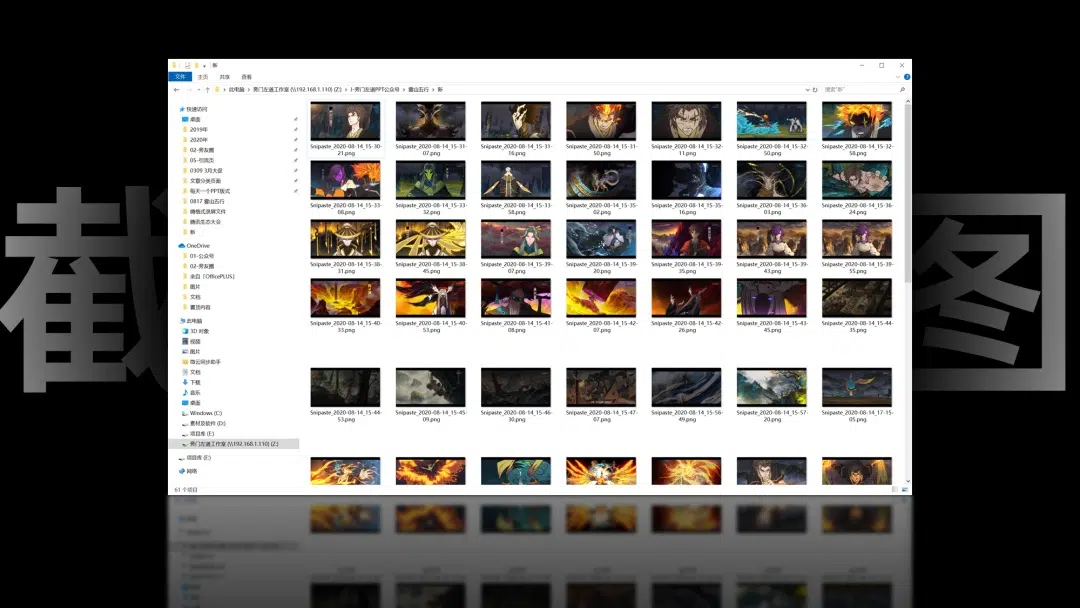 新
文件 主页 共享 查看
此电脑 › 旁门左道工作室 (\\192.168.1.110) (Z:) › J-旁门左道PPT公众号 › 雾山五行 › 新
搜索"新"
快速访问
桌面
2019年
2020年
02-旁友圈
05-引流页
0309 3月大盘
文章分类页面
每天一个PPT版式
0817 雾山五行
腾讯生态大会
新
OneDrive
01-公众号
02-旁友圈
来自「OfficePLUS」
图片
文档
置顶内容
此电脑
3D 对象
视频
图片
微云同步助手
文档
下载
音乐
桌面
Windows (C:)
素材及软件 (D:)
项目库 (E:)
旁门左道工作室 (\\192.168.1.110) (Z:)
项目库 (E:)
网络
61 个项目
Snipaste_2020-08-14_15-30-21.png
Snipaste_2020-08-14_15-31-07.png
Snipaste_2020-08-14_15-31-16.png
Snipaste_2020-08-14_15-31-50.png
Snipaste_2020-08-14_15-32-11.png
Snipaste_2020-08-14_15-32-50.png
Snipaste_2020-08-14_15-32-58.png
Snipaste_2020-08-14_15-33-08.png
Snipaste_2020-08-14_15-33-32.png
Snipaste_2020-08-14_15-33-58.png
Snipaste_2020-08-14_15-35-02.png
Snipaste_2020-08-14_15-35-16.png
Snipaste_2020-08-14_15-36-03.png
Snipaste_2020-08-14_15-36-24.png
Snipaste_2020-08-14_15-38-31.png
Snipaste_2020-08-14_15-38-45.png
Snipaste_2020-08-14_15-39-07.png
Snipaste_2020-08-14_15-39-20.png
Snipaste_2020-08-14_15-39-35.png
Snipaste_2020-08-14_15-39-43.png
Snipaste_2020-08-14_15-39-55.png
Snipaste_2020-08-14_15-40-33.png
Snipaste_2020-08-14_15-40-53.png
Snipaste_2020-08-14_15-41-08.png
Snipaste_2020-08-14_15-42-07.png
Snipaste_2020-08-14_15-42-26.png
Snipaste_2020-08-14_15-43-45.png
Snipaste_2020-08-14_15-44-35.png
Snipaste_2020-08-14_15-44-53.png
Snipaste_2020-08-14_15-45-09.png
Snipaste_2020-08-14_15-46-30.png
Snipaste_2020-08-14_15-47-07.png
Snipaste_2020-08-14_15-56-49.png
Snipaste_2020-08-14_15-57-20.png
Snipaste_2020-08-14_17-15-05.png
截
图